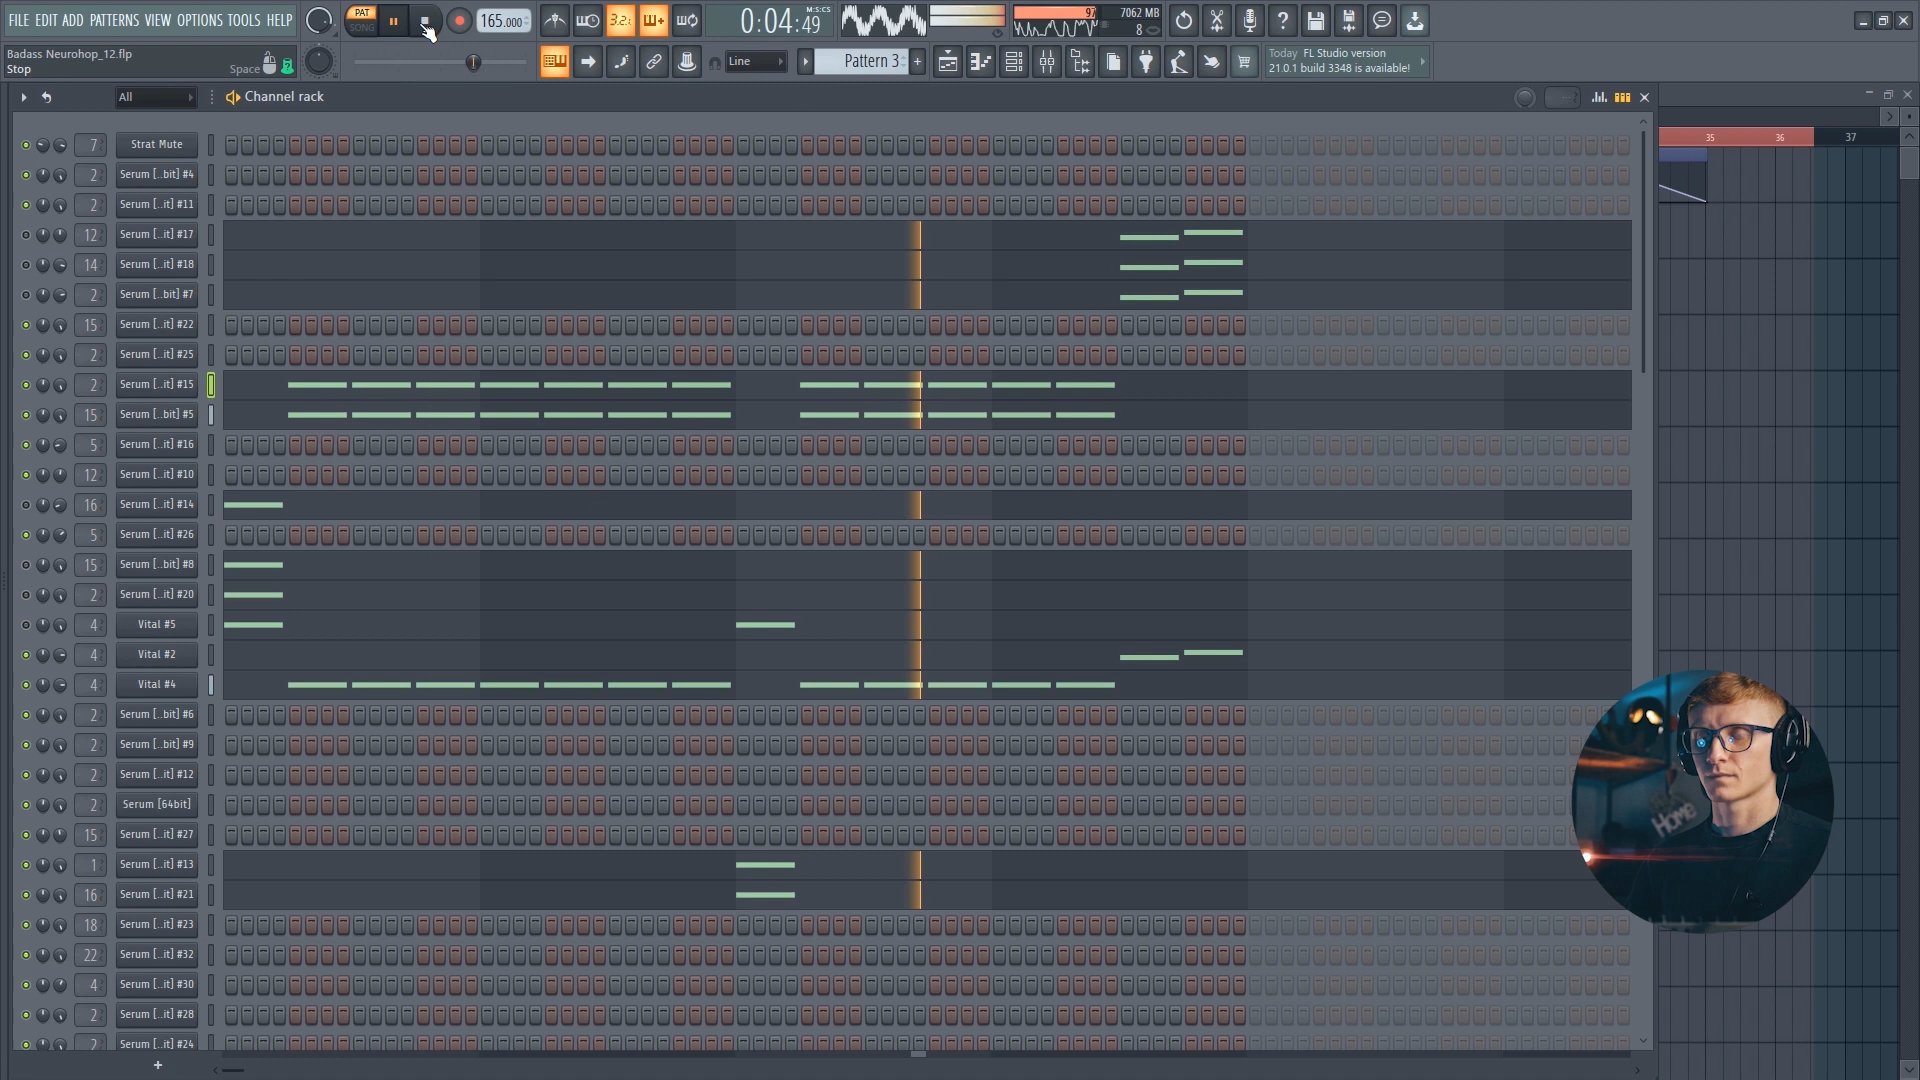 FILE EDIT ADD PATTERNS VIEW OPTIONS TOOLS HELP
PAT
SONG
165.000
3.2.
0:04:49
M:S:CS
97
7062 MB
8
Badass Neurohop_12.flp
Stop
Space
Line
Pattern 3
+
Today FL Studio version
21.0.1 build 3348 is available!
All
Channel rack
35
36
37
7 Strat Mute
2 Serum [..bit] #4
2 Serum [..it] #11
12 Serum [..it] #17
14 Serum [..it] #18
2 Serum [..bit] #7
15 Serum [..it] #22
2 Serum [..it] #25
2 Serum [..it] #15
15 Serum [..bit] #5
5 Serum [..it] #16
12 Serum [..it] #10
16 Serum [..it] #14
5 Serum [..it] #26
15 Serum [..bit] #8
2 Serum [..it] #20
4 Vital #5
4 Vital #2
4 Vital #4
2 Serum [..bit] #6
2 Serum [..bit] #9
2 Serum [..it] #12
2 Serum [64bit]
15 Serum [..it] #27
1 Serum [..it] #13
16 Serum [..it] #21
18 Serum [..it] #23
22 Serum [..it] #32
4 Serum [..it] #30
2 Serum [..it] #28
2 Serum [..it] #24
+
HOME